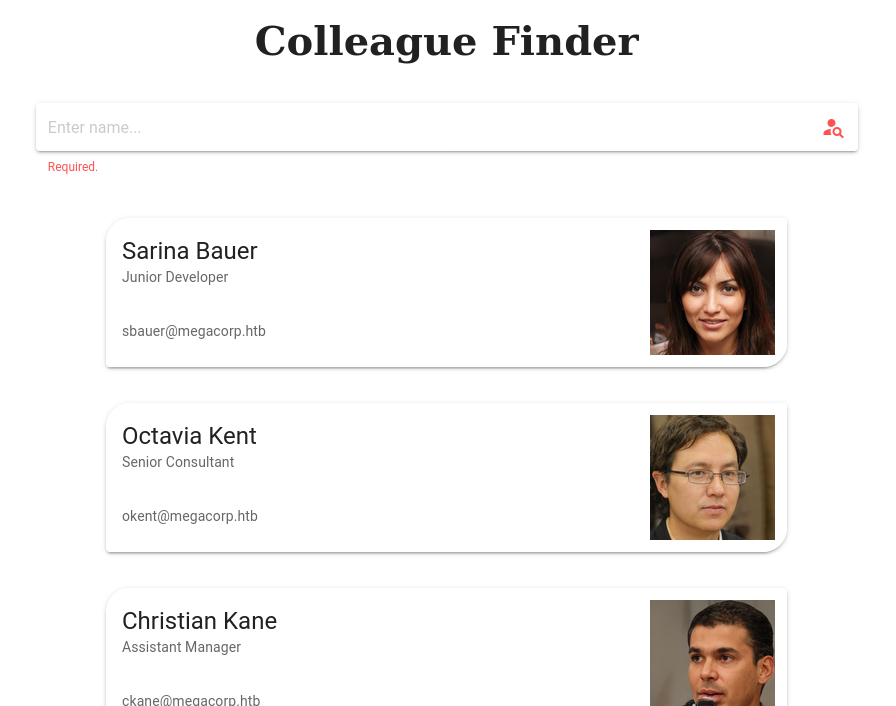 Colleague Finder
Enter name...
Required.
Sarina Bauer
Junior Developer
sbauer@megacorp.htb
Octavia Kent
Senior Consultant
okent@megacorp.htb
Christian Kane
Assistant Manager
ckane@megacorp.htb